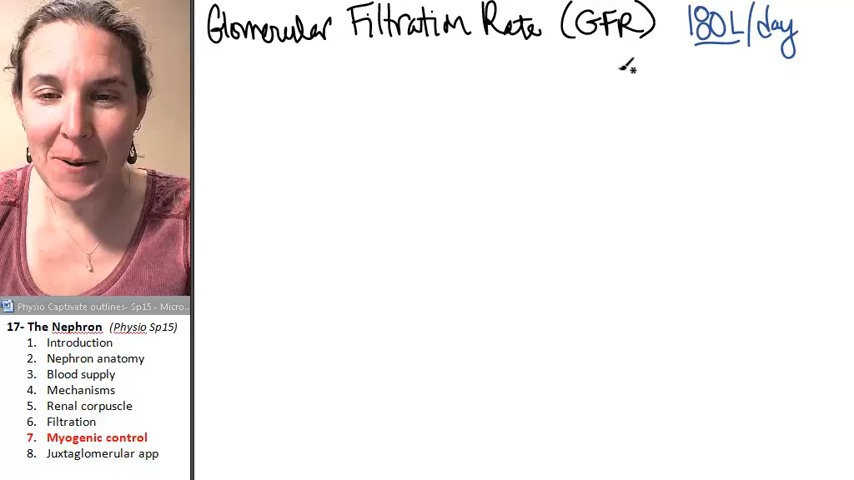 Glomerular Filtration Rate (GFR) 180L/day
Physio Captivate outlines- Sp15 - Micro...
17- The Nephron (Physio Sp15)
1. Introduction
2. Nephron anatomy
3. Blood supply
4. Mechanisms
5. Renal corpuscle
6. Filtration
7. Myogenic control
8. Juxtaglomerular app